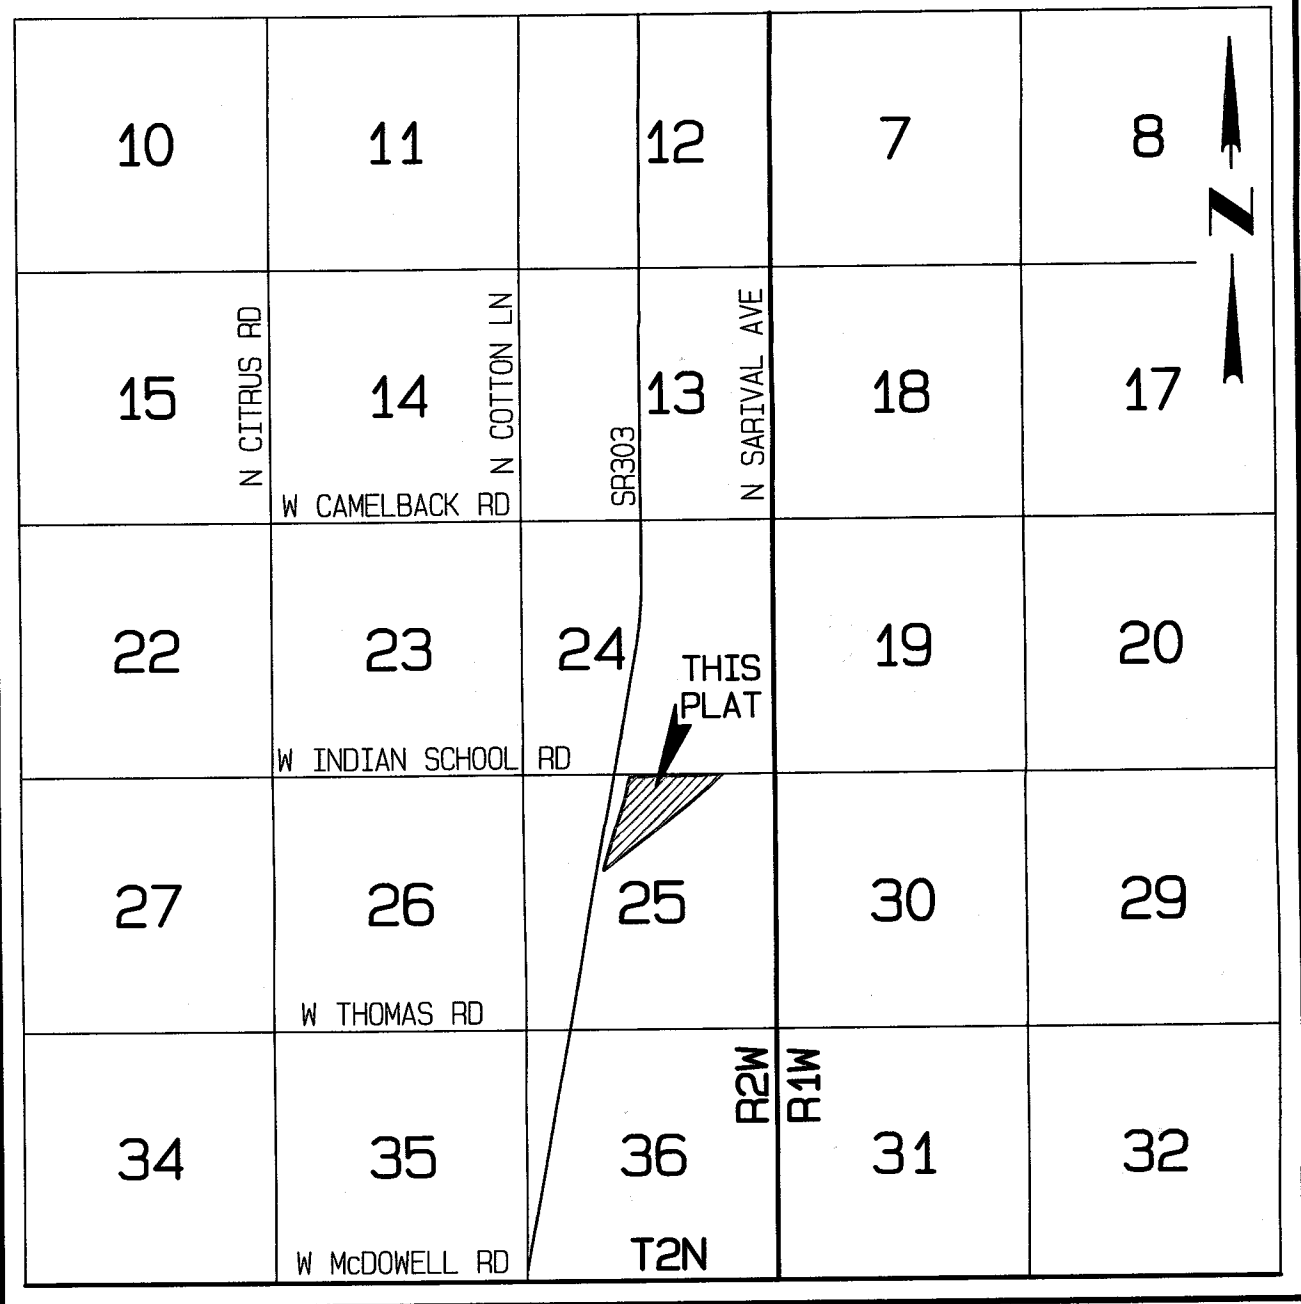 10
11
12
7
8
N
N CITRUS RD
N COTTON LN
N SARIVAL AVE
15
14
13
18
17
SR303
W CAMELBACK RD
22
23
24
THIS
PLAT
19
20
W INDIAN SCHOOL RD
27
26
25
30
29
W THOMAS RD
R2W
R1W
34
35
36
31
32
W McDOWELL RD
T2N